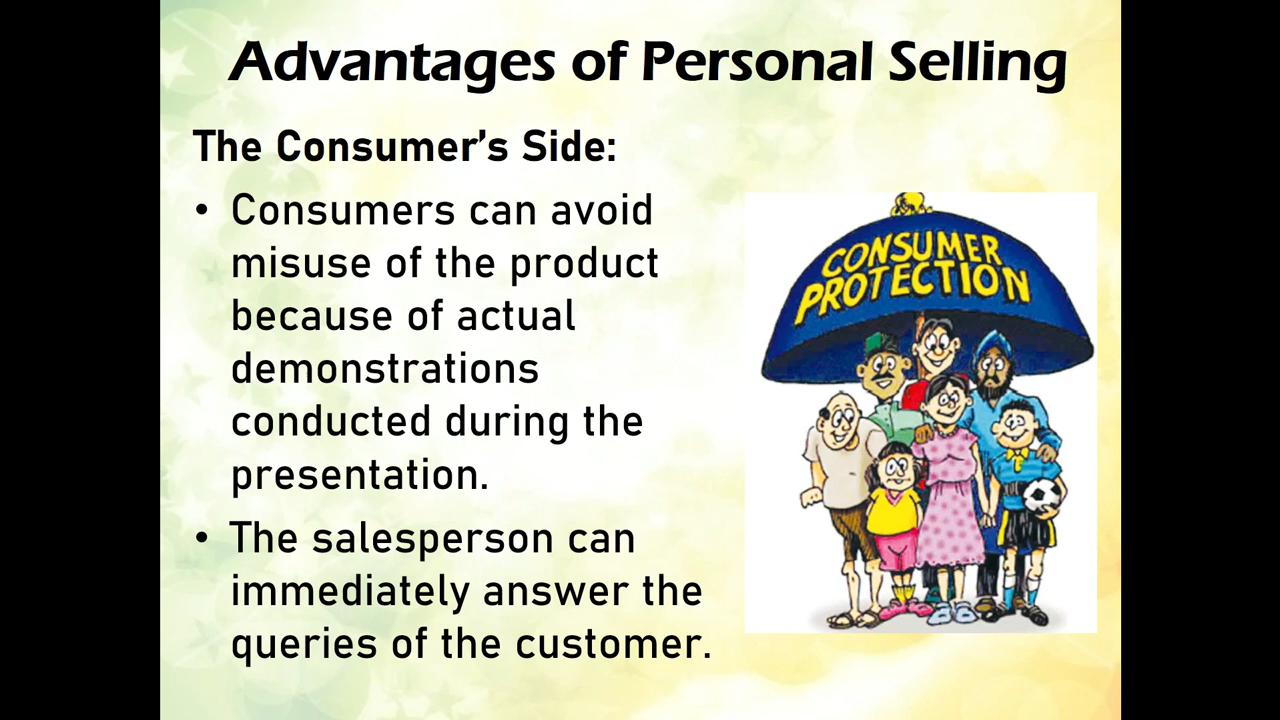 Advantages of Personal Selling
The Consumer’s Side:
• Consumers can avoid
misuse of the product
because of actual
demonstrations
conducted during the
presentation.
• The salesperson can
immediately answer the
queries of the customer.
CONSUMER
PROTECTION